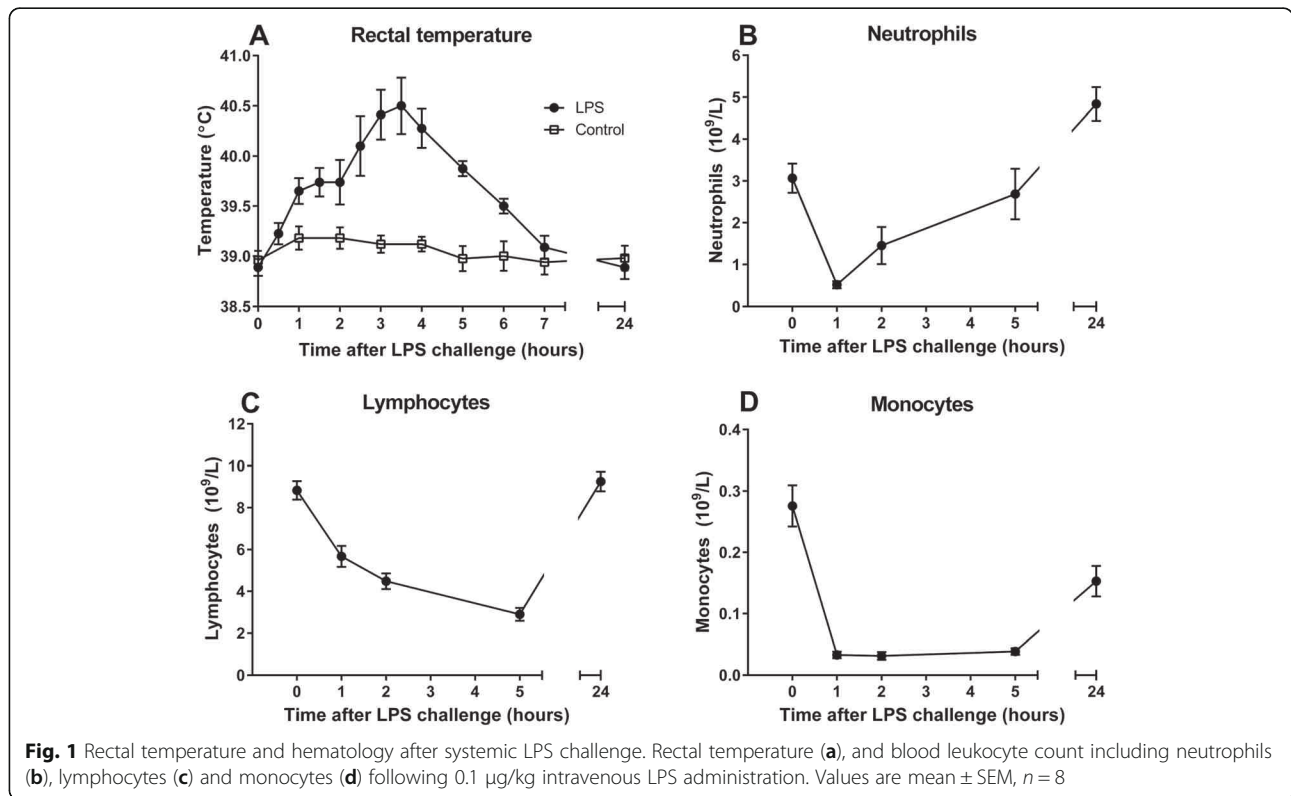 A Rectal temperature
41.0
40.5
40.0
39.5
39.0
38.5
Temperature (°C)
LPS
Control
0 1 2 3 4 5 6 7 24
Time after LPS challenge (hours)
B Neutrophils
6
5
4
3
2
1
0
Neutrophils (10^9/L)
0 1 2 3 4 5 24
Time after LPS challenge (hours)
C Lymphocytes
12
10
8
6
4
2
0
Lymphocytes (10^9/L)
0 1 2 3 4 5 24
Time after LPS challenge (hours)
D Monocytes
0.4
0.3
0.2
0.1
0.0
Monocytes (10^9/L)
0 1 2 3 4 5 24
Time after LPS challenge (hours)
Fig. 1 Rectal temperature and hematology after systemic LPS challenge. Rectal temperature (a), and blood leukocyte count including neutrophils
(b), lymphocytes (c) and monocytes (d) following 0.1 μg/kg intravenous LPS administration. Values are mean ± SEM, n = 8